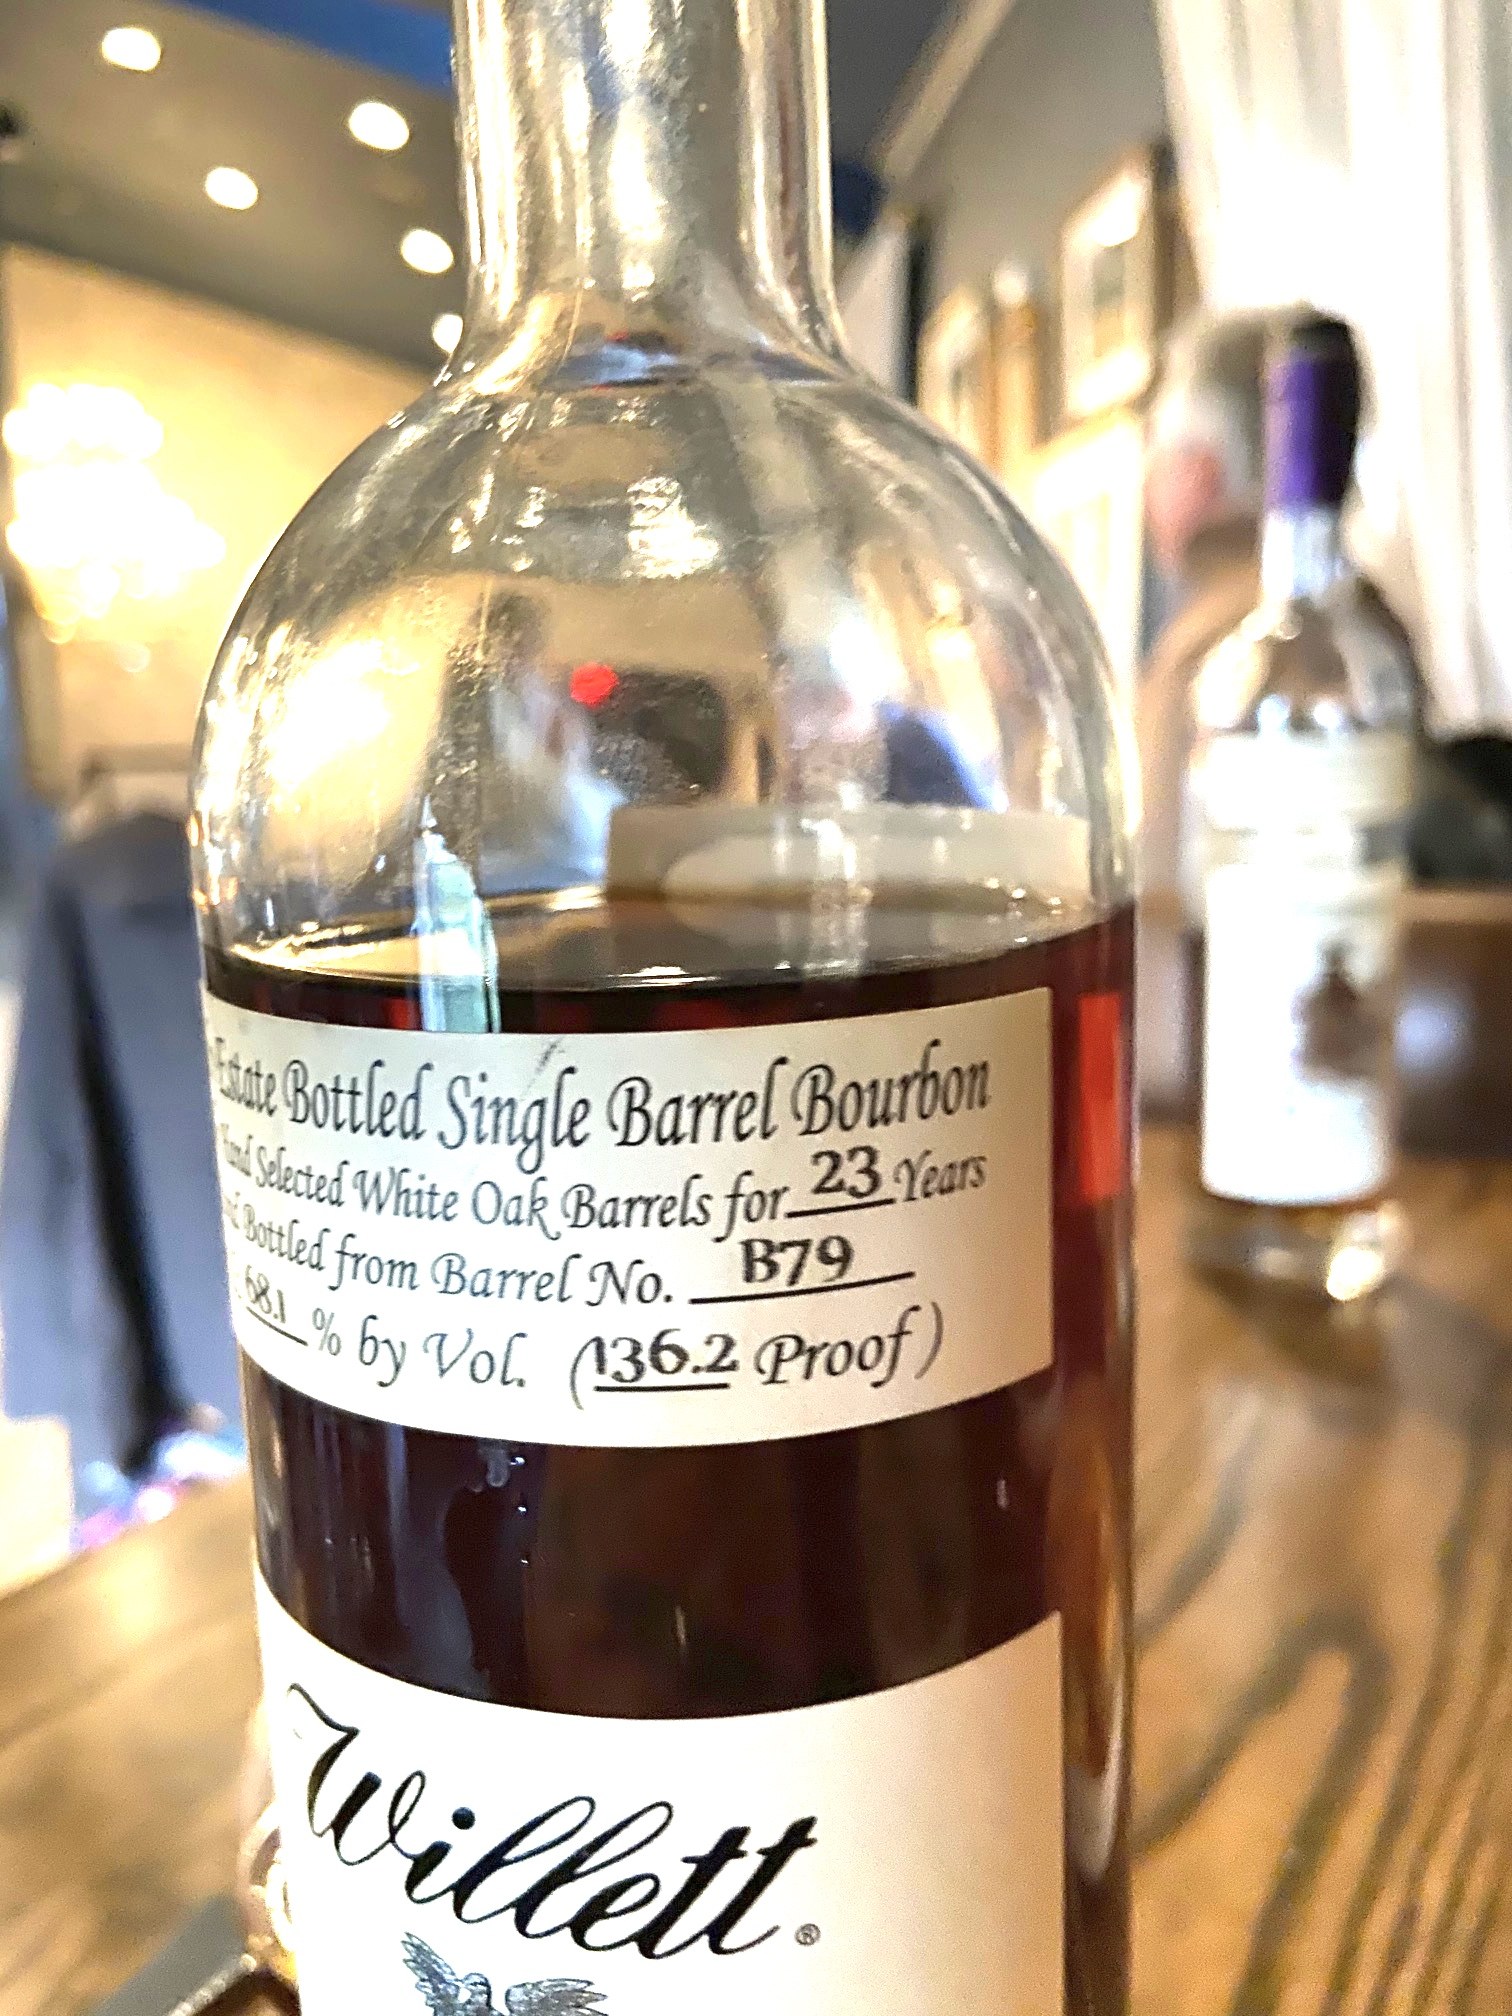 Estate Bottled Single Barrel Bourbon
Hand Selected White Oak Barrels for 23 Years
Bottled from Barrel No. B79
68.1 % by Vol. (136.2 Proof)
Willett®